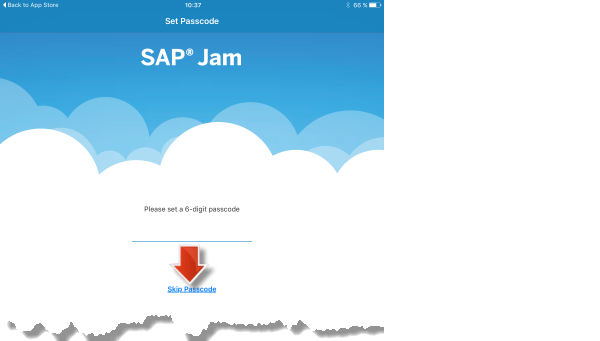 Back to App Store 10:37 66 %
Set Passcode
SAP® Jam
Please set a 6-digit passcode
Skip Passcode